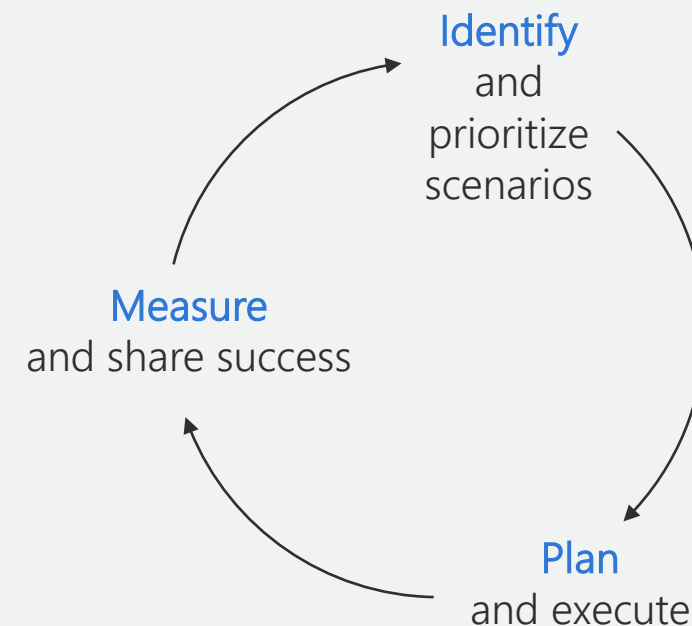 Identify
and
prioritize
scenarios
Measure
and share success
Plan
and execute